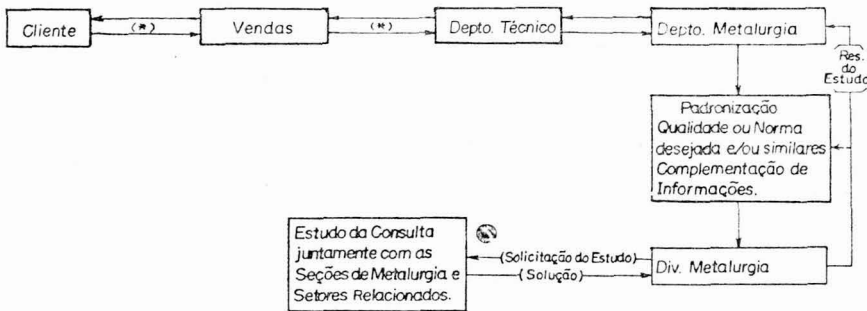 Cliente
(*)
Vendas
(*)
Depto. Técnico
Depto. Metalurgia
Res.
do
Estudo
Padronização
Qualidade ou Norma
desejada e/ou similares
Complementação de
Informações.
Estudo da Consulta
juntamente com as
Seções de Metalurgia e
Setores Relacionados.
(Solicitação do Estudo)
(Solução)
Div. Metalurgia